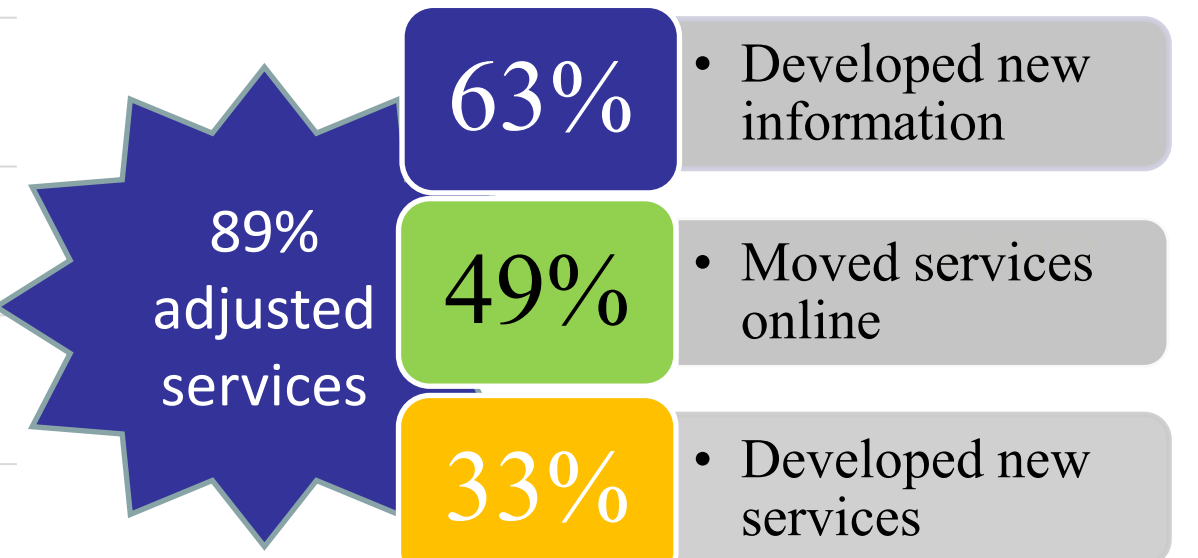 89%
adjusted
services
63%
• Developed new
information
49%
• Moved services
online
33%
• Developed new
services